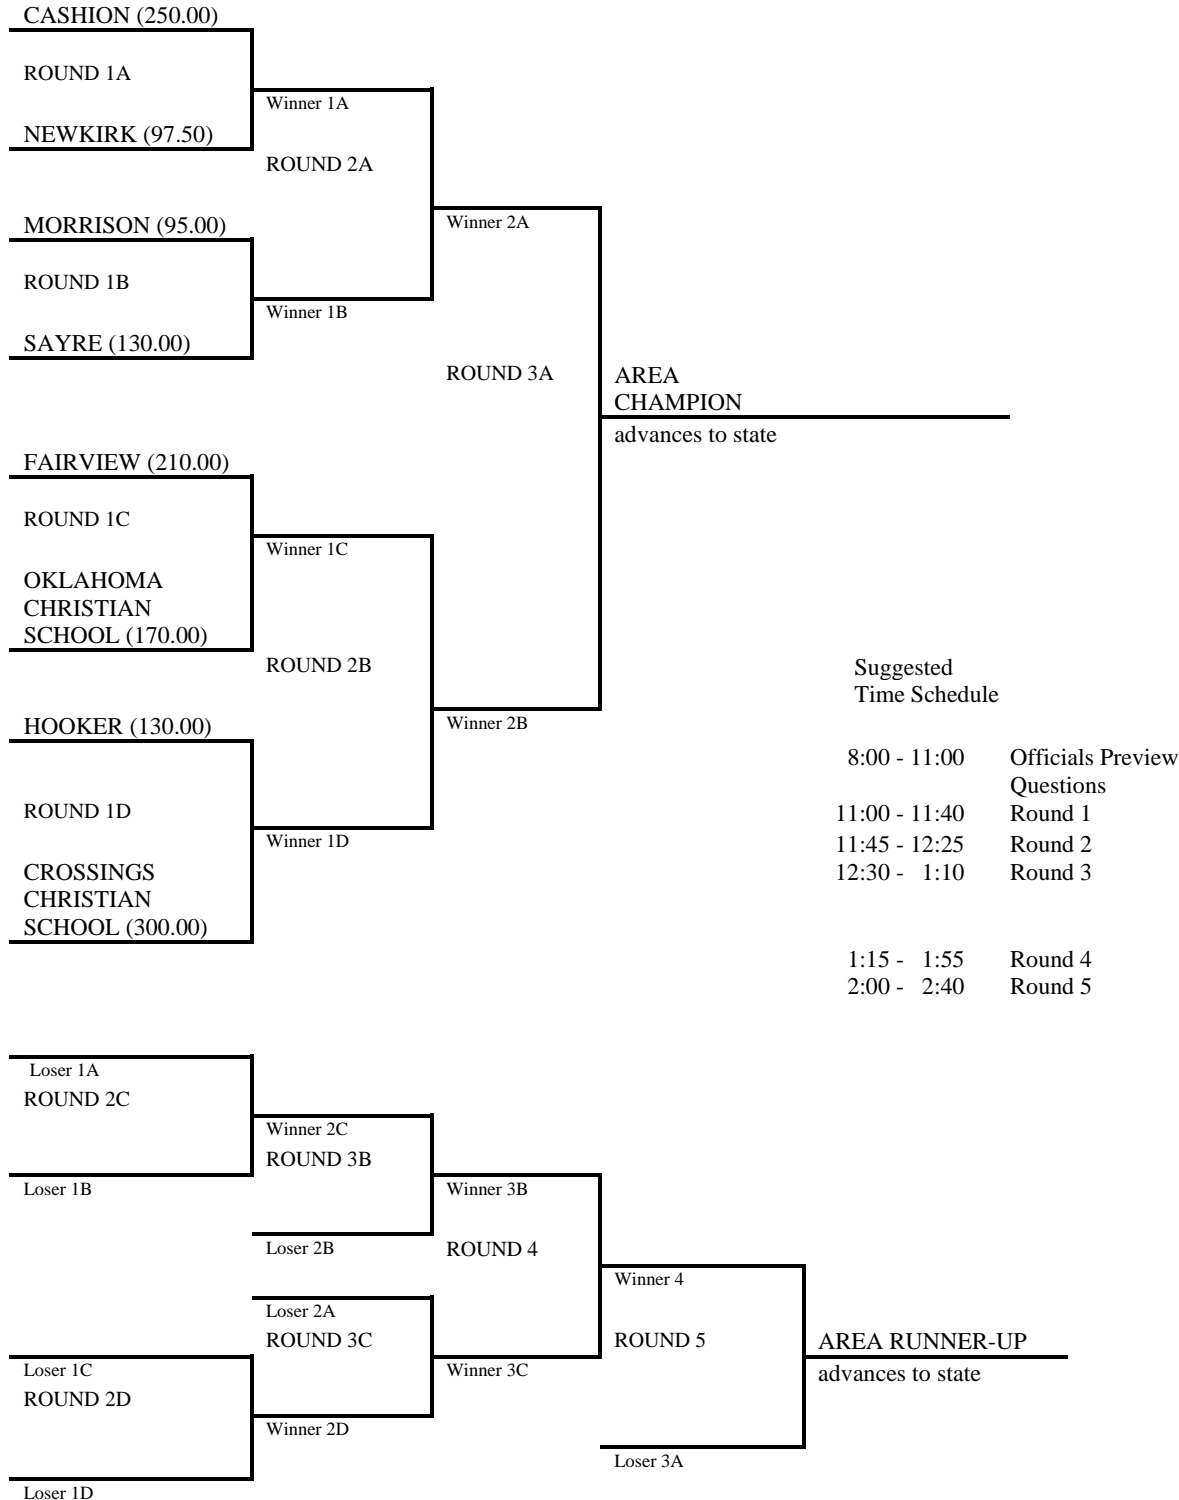 CASHION (250.00)
ROUND 1A
Winner 1A
NEWKIRK (97.50)
ROUND 2A
MORRISON (95.00)
Winner 2A
ROUND 1B
Winner 1B
SAYRE (130.00)
ROUND 3A
AREA
CHAMPION
advances to state
FAIRVIEW (210.00)
ROUND 1C
Winner 1C
OKLAHOMA
CHRISTIAN
SCHOOL (170.00)
ROUND 2B
Suggested
Time Schedule
HOOKER (130.00)
Winner 2B
8:00 - 11:00 Officials Preview
Questions
ROUND 1D
11:00 - 11:40 Round 1
Winner 1D
11:45 - 12:25 Round 2
12:30 - 1:10 Round 3
CROSSINGS
CHRISTIAN
SCHOOL (300.00)
1:15 - 1:55 Round 4
2:00 - 2:40 Round 5
Loser 1A
ROUND 2C
Winner 2C
ROUND 3B
Loser 1B
Winner 3B
Loser 2B
ROUND 4
Winner 4
Loser 2A
ROUND 3C
ROUND 5
AREA RUNNER-UP
advances to state
Loser 1C
Winner 3C
ROUND 2D
Winner 2D
Loser 3A
Loser 1D